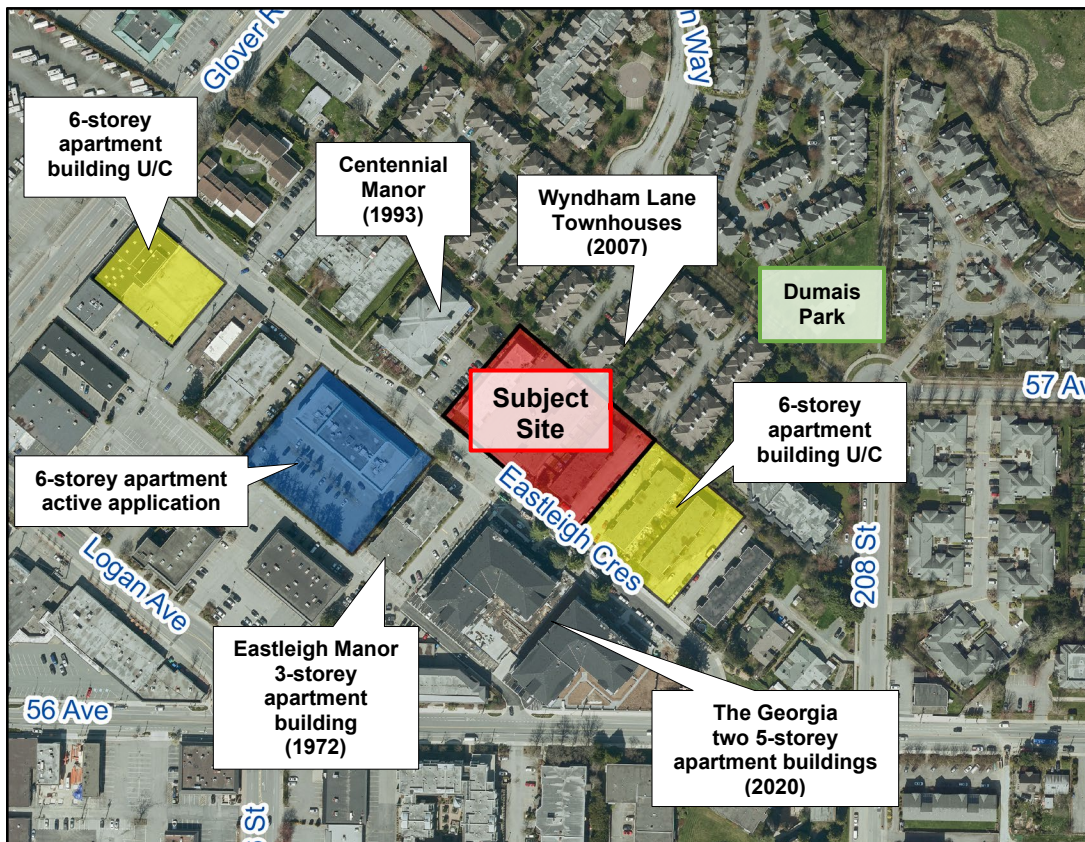 Glover R
n Way
6-storey
apartment
building U/C
Centennial
Manor
(1993)
Wyndham Lane
Townhouses
(2007)
Dumais
Park
57 Av
Subject
Site
6-storey
apartment
building U/C
6-storey apartment
active application
Eastleigh Cres
208 St
Logan Ave
Eastleigh Manor
3-storey
apartment
building
(1972)
56 Ave
The Georgia
two 5-storey
apartment buildings
(2020)
St